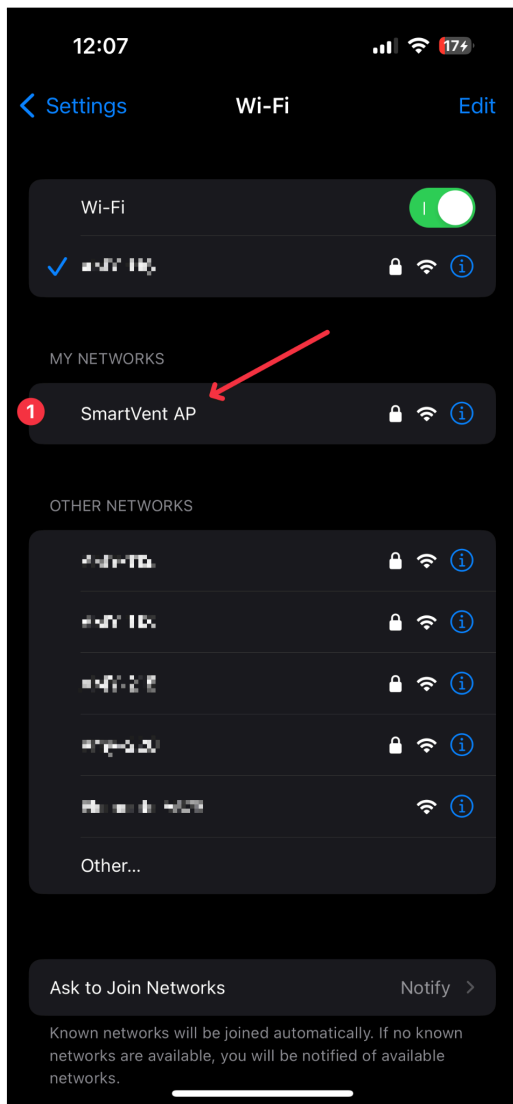 12:07
17
Settings
Wi-Fi
Edit
Wi-Fi
MY NETWORKS
1
SmartVent AP
OTHER NETWORKS
Other...
Ask to Join Networks
Notify
Known networks will be joined automatically. If no known
networks are available, you will be notified of available
networks.